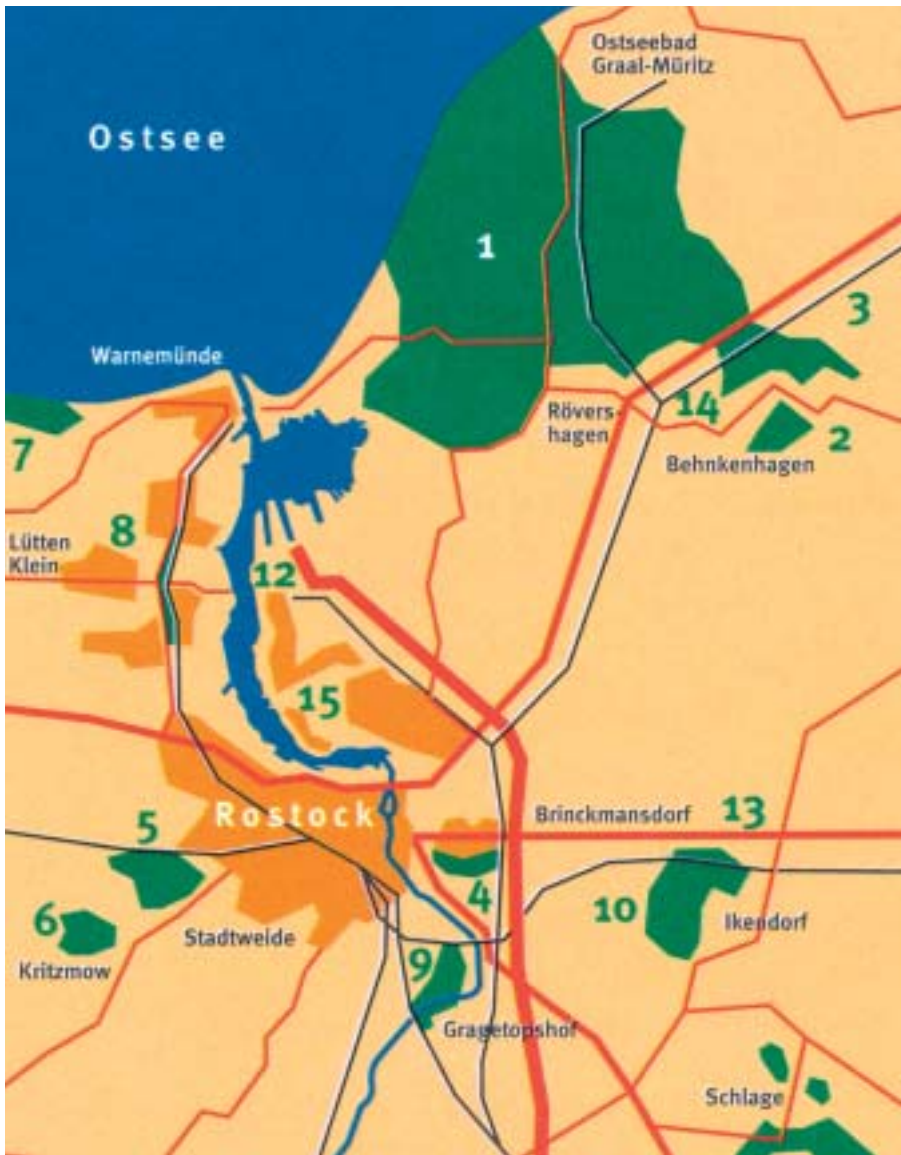 Ostseebad
Graal-Müritz
Ostsee
1
3
Warnemünde
Rövers-
hagen
14
2
Behnkenhagen
7
8
Lütten
Klein
12
15
Rostock
Brinckmansdorf
13
5
4
10
6
Ikendorf
Stadtweide
Kritzmow
9
Gragetopshof
Schlage